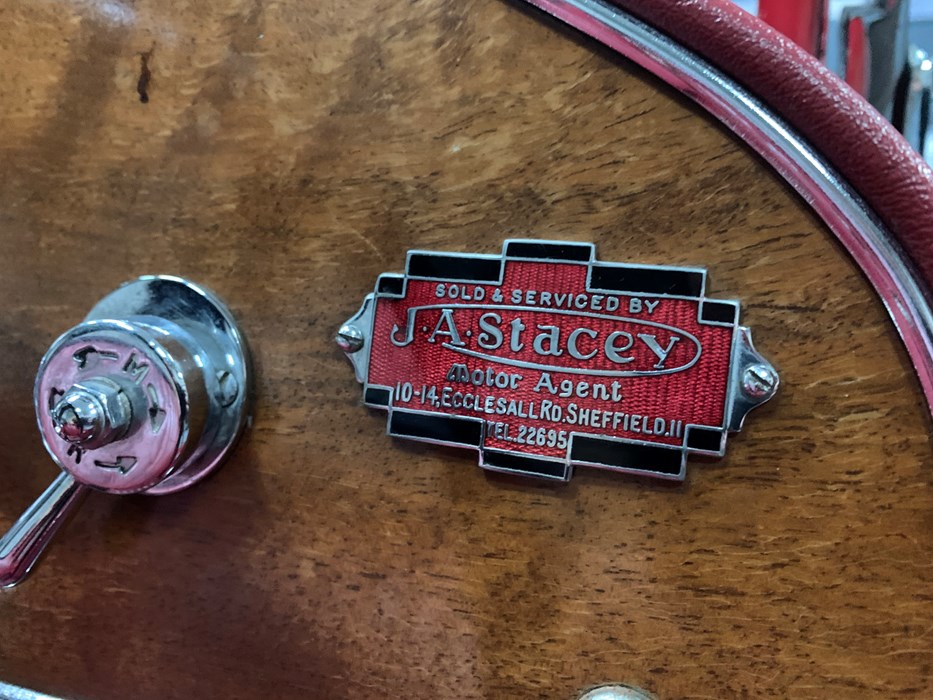 SOLD & SERVICED BY
J.A.Stacey
Motor Agent
10-14, ECCLESALL RD. SHEFFIELD.11
TEL. 22695